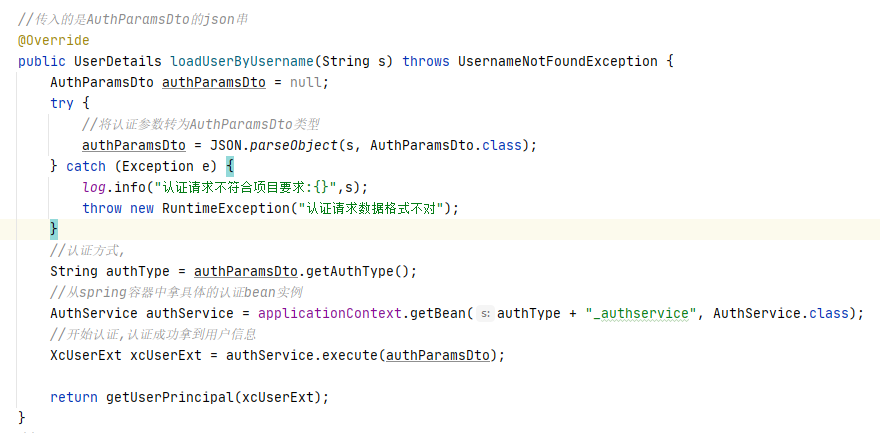 //传入的是AuthParamsDto的json串
@Override
public UserDetails loadUserByUsername(String s) throws UsernameNotFoundException {
    AuthParamsDto authParamsDto = null;
    try {
        //将认证参数转为AuthParamsDto类型
        authParamsDto = JSON.parseObject(s, AuthParamsDto.class);
    } catch (Exception e) {
        log.info("认证请求不符合项目要求:{}",s);
        throw new RuntimeException("认证请求数据格式不对");
    }
    //认证方式,
    String authType = authParamsDto.getAuthType();
    //从spring容器中拿具体的认证bean实例
    AuthService authService = applicationContext.getBean( s: authType + "_authservice", AuthService.class);
    //开始认证,认证成功拿到用户信息
    XcUserExt xcUserExt = authService.execute(authParamsDto);
    return getUserPrincipal(xcUserExt);
}